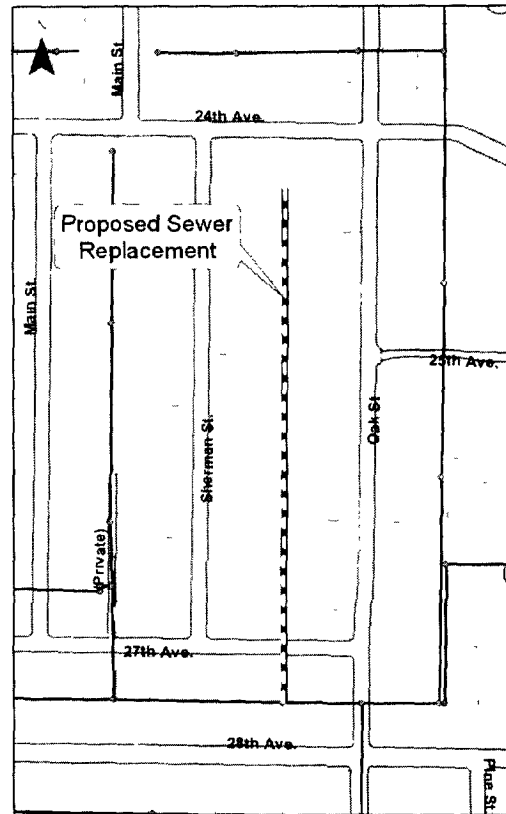 Main St
24th Ave.
Proposed Sewer
Replacement
Main St.
25th Ave.
Sherman St.
Oak St
(Private)
27th Ave.
28th Ave.
Pine St.